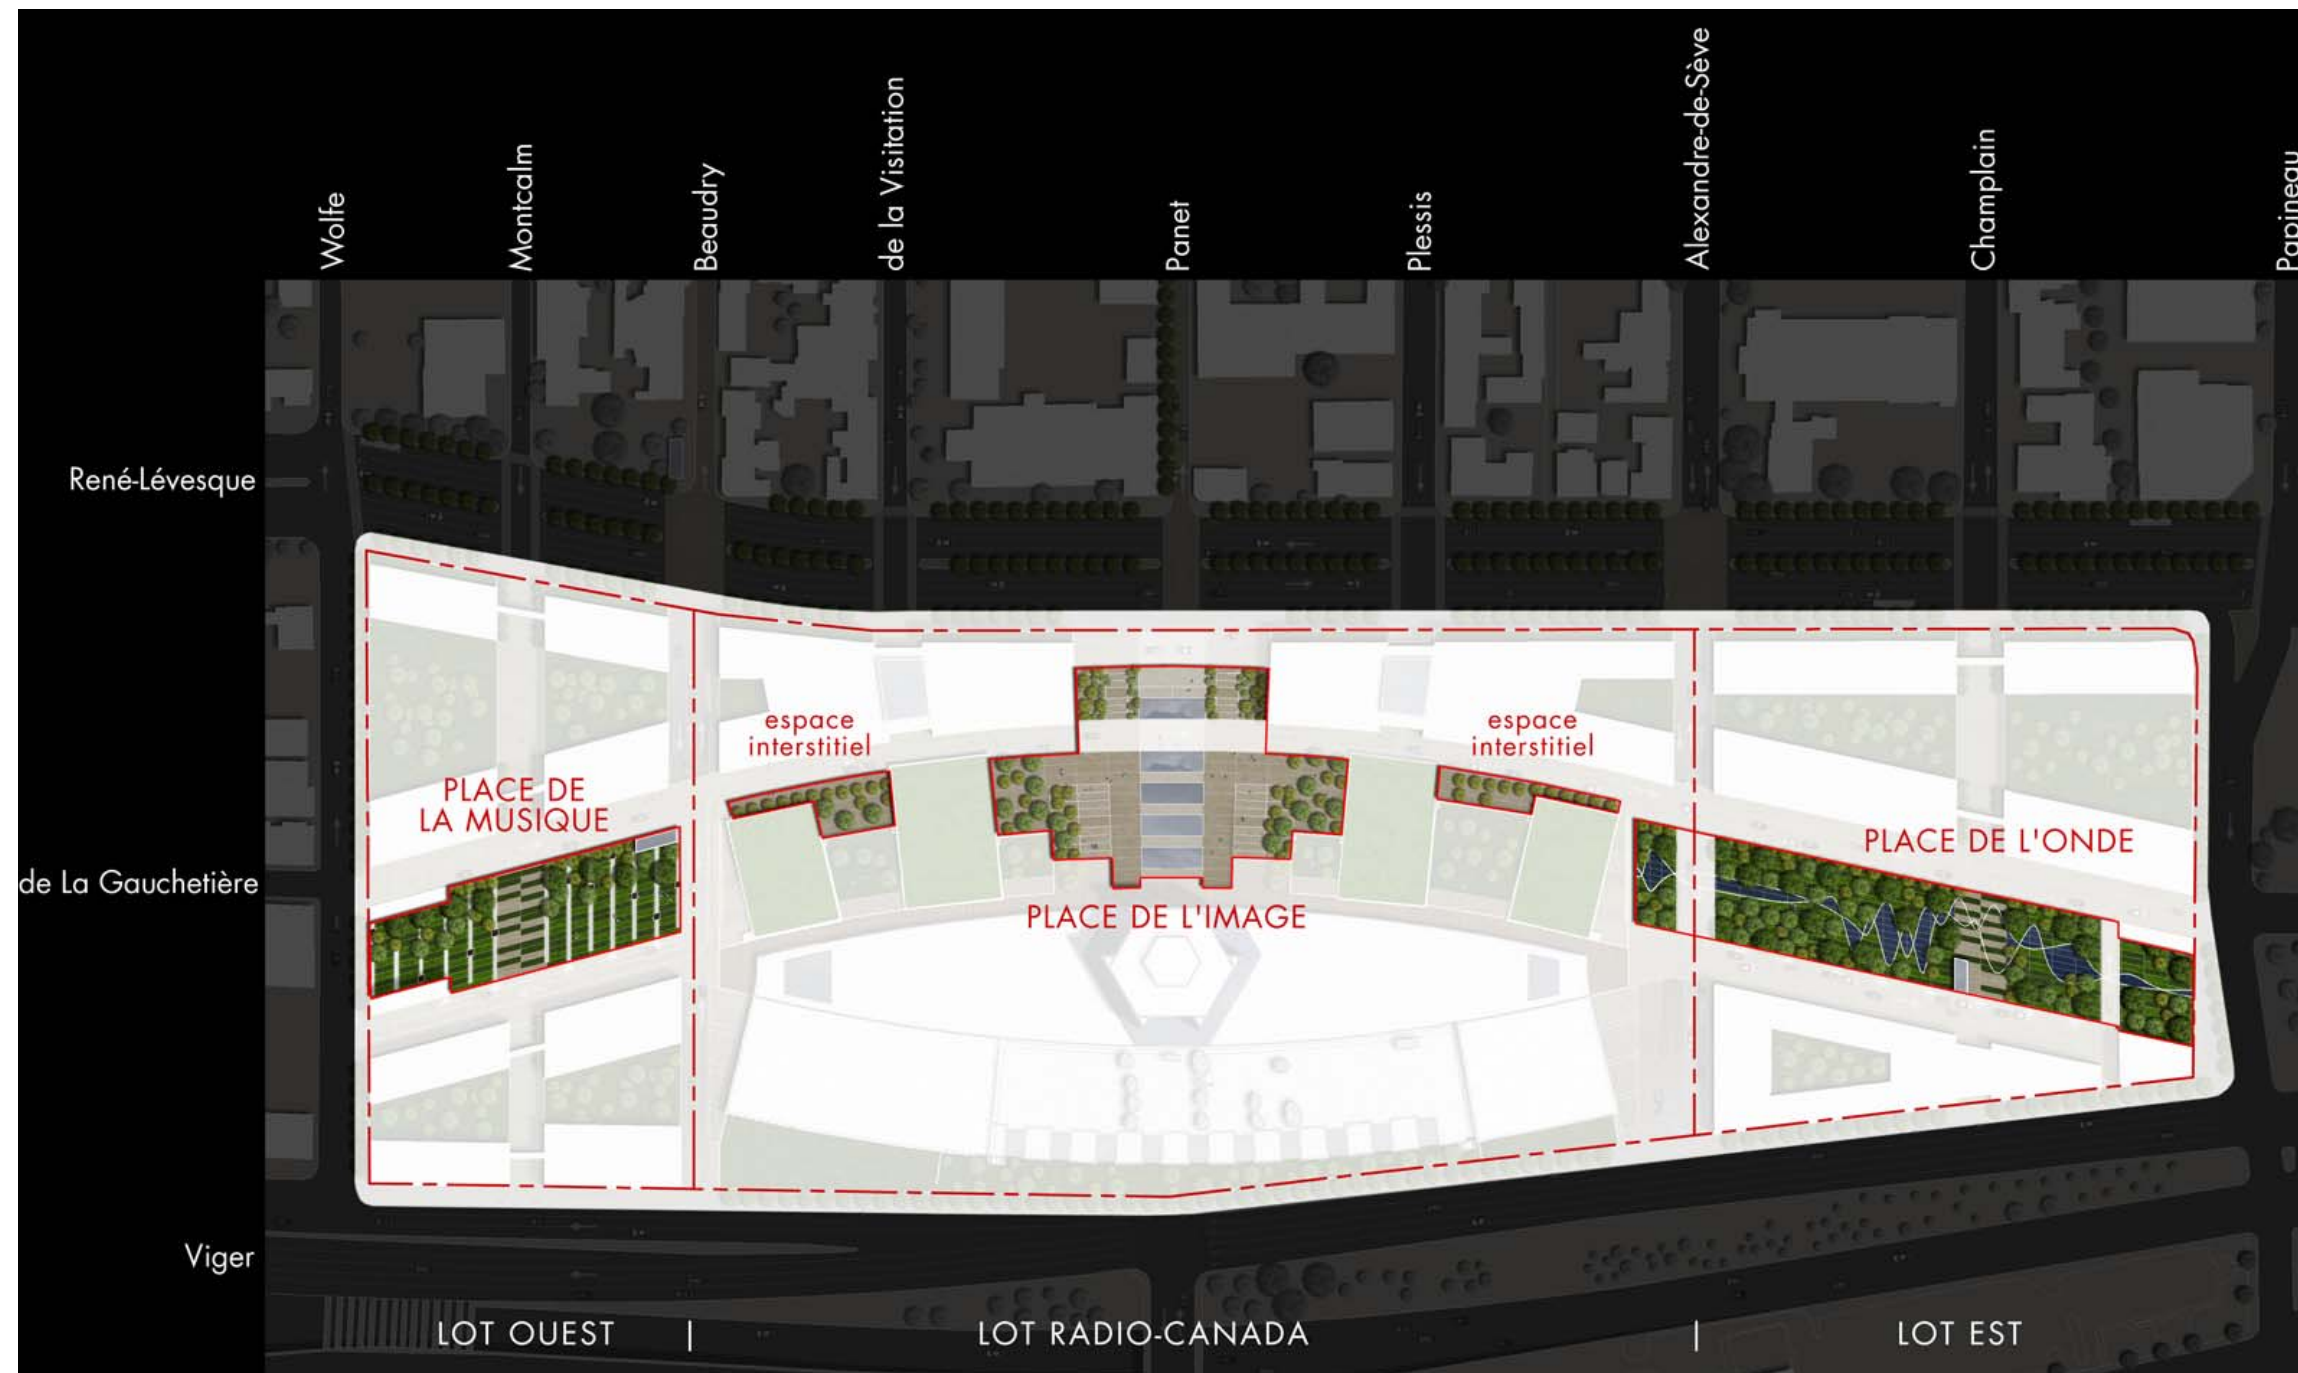 Wolfe
Montcalm
Beaudry
de la Visitation
Panet
Plessis
Alexandre-de-Sève
Champlain
Papineau
René-Lévesque
espace
interstitiel
espace
interstitiel
PLACE DE
LA MUSIQUE
PLACE DE L'ONDE
de La Gauchetière
PLACE DE L'IMAGE
Viger
LOT OUEST |
LOT RADIO-CANADA
| LOT EST